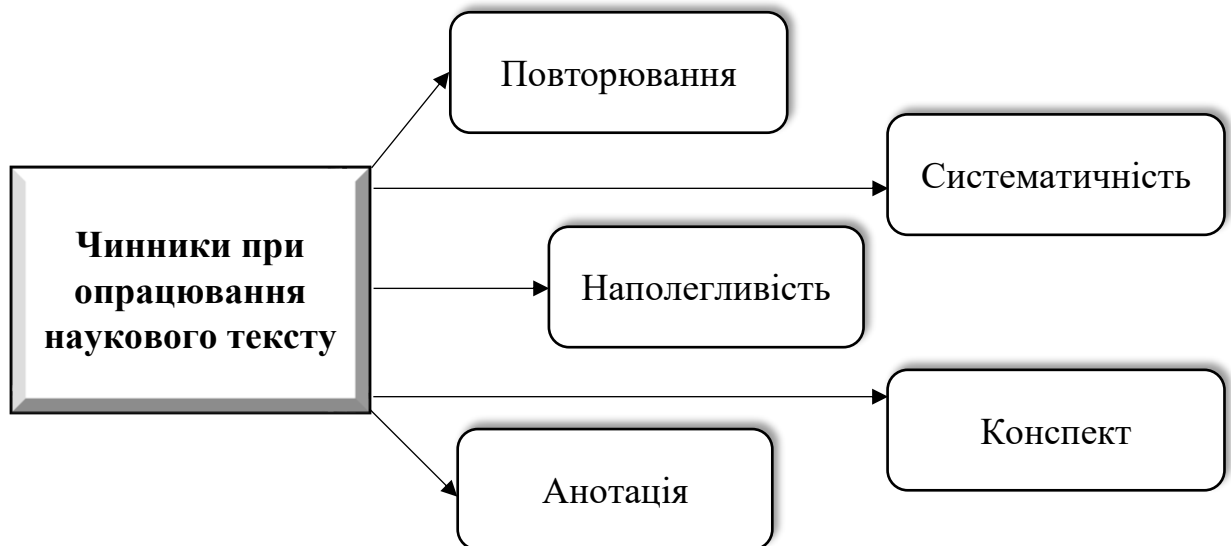 Повторювання
Систематичність
Чинники при
опрацювання
наукового тексту
Наполегливість
Конспект
Анотація